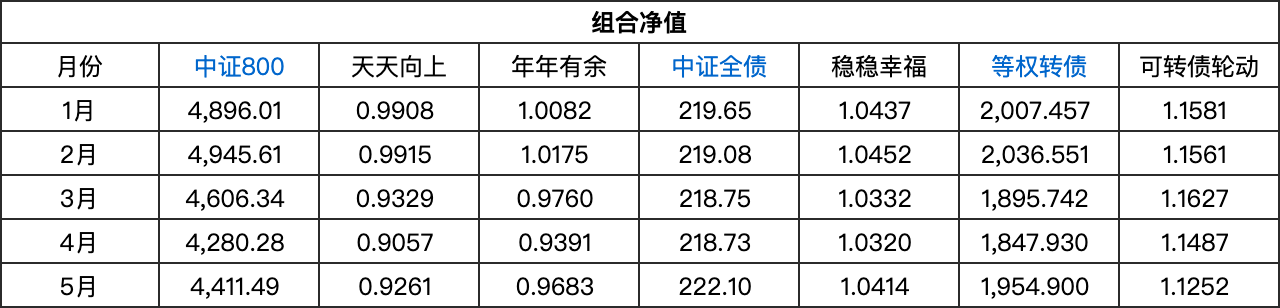 组合净值
月份 中证800 天天向上 年年有余 中证全债 稳稳幸福 等权转债 可转债轮动
1月 4,896.01 0.9908 1.0082 219.65 1.0437 2,007.457 1.1581
2月 4,945.61 0.9915 1.0175 219.08 1.0452 2,036.551 1.1561
3月 4,606.34 0.9329 0.9760 218.75 1.0332 1,895.742 1.1627
4月 4,280.28 0.9057 0.9391 218.73 1.0320 1,847.930 1.1487
5月 4,411.49 0.9261 0.9683 222.10 1.0414 1,954.900 1.1252